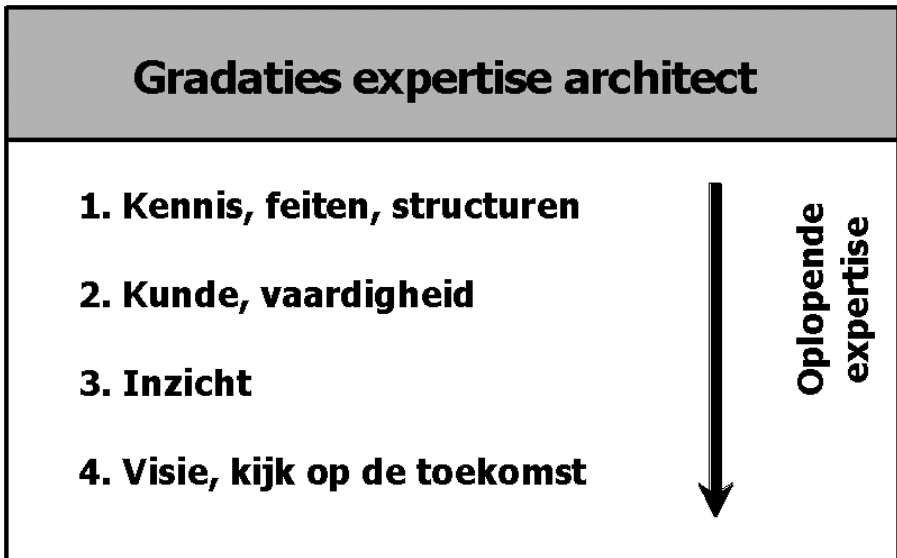 Gradaties expertise architect
1. Kennis, feiten, structuren
2. Kunde, vaardigheid
3. Inzicht
4. Visie, kijk op de toekomst
Oplopende
expertise